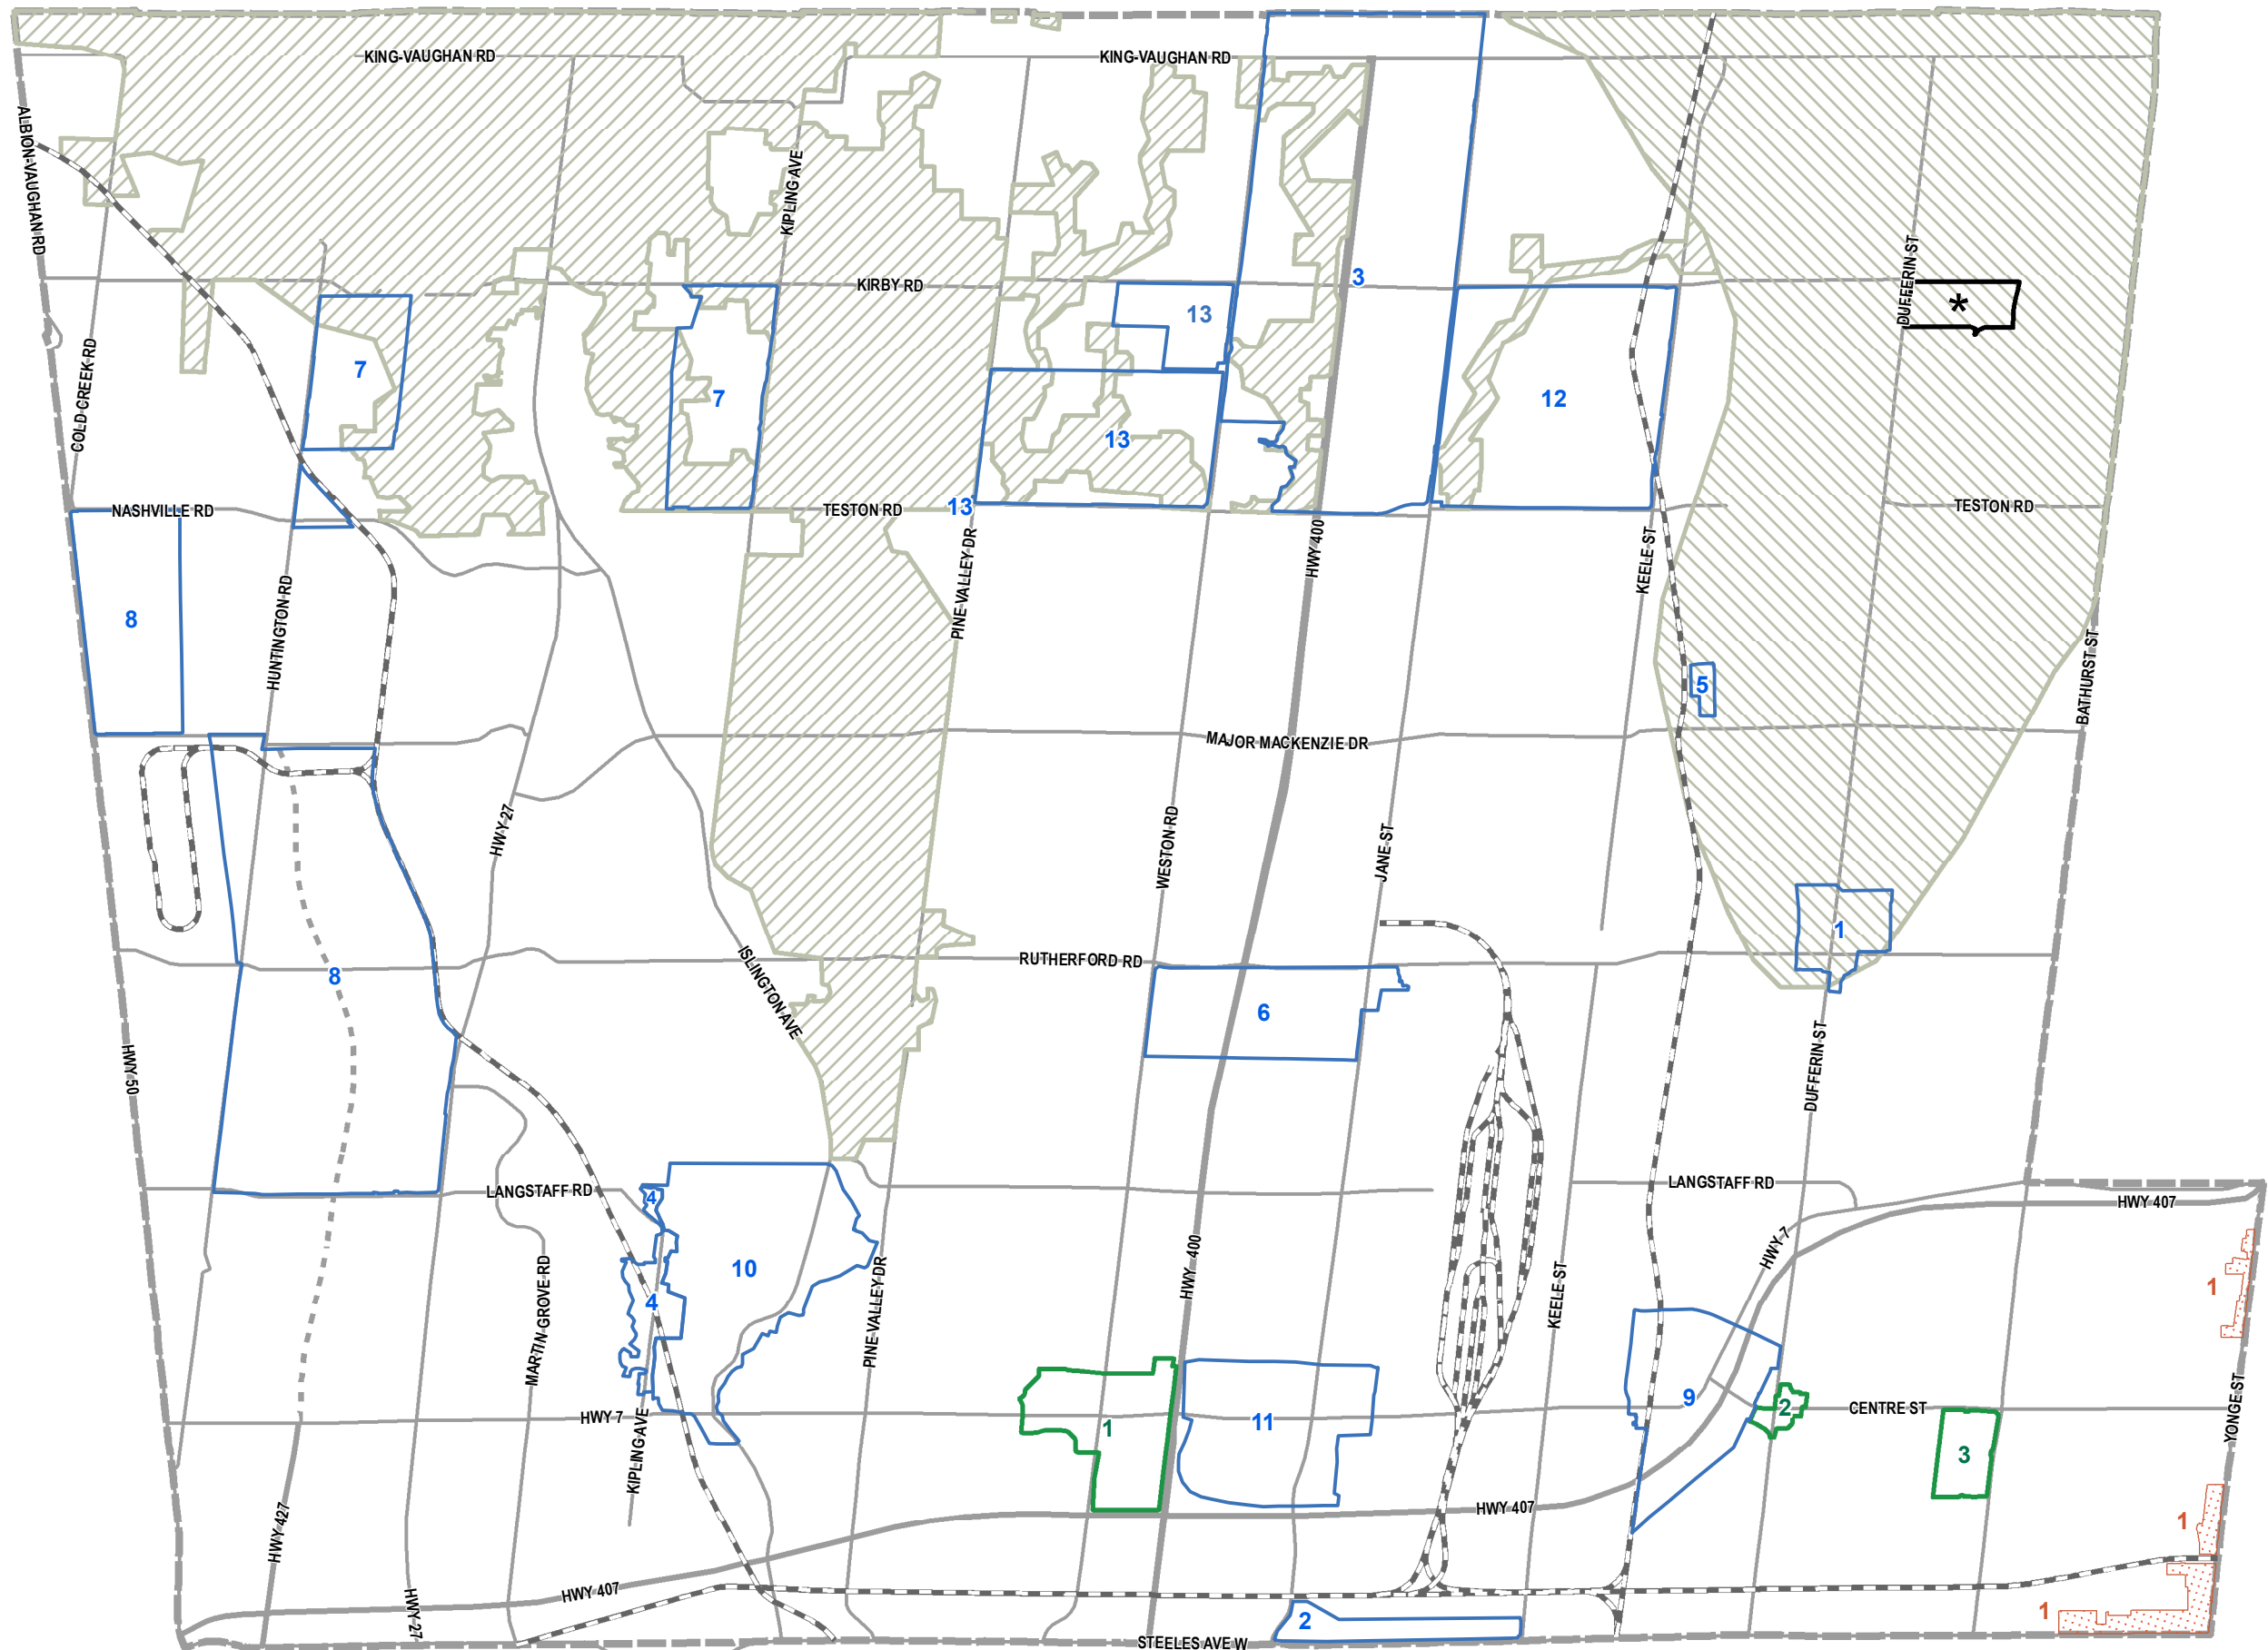 KING-VAUGHAN RD
KING-VAUGHAN RD
ALBION-VAUGHAN RD
KIPLING AVE
DUFFERIN ST
3
KIRBY RD
*
13
7
7
12
COLD CREEK RD
13
NASHVILLE RD
TESTON RD
13
TESTON RD
HWY 400
KEELE ST
PINE VALLEY DR
8
HUNTINGTON RD
BATHURST ST
5
MAJOR MACKENZIE DR
HWY 27
WESTON RD
JANE ST
1
RUTHERFORD RD
8
ISLINGTON AVE
6
HWY 50
DUFFERIN ST
LANGSTAFF RD
4
LANGSTAFF RD
HWY 407
HWY 7
10
HWY 400
1
KEELE ST
4
MARTIN GROVE RD
PINE VALLEY DR
9
2
CENTRE ST
YONGE ST
HWY 7
1
11
KIPLING AVE
3
HWY 407
1
HWY 427
HWY 407
HWY 27
2
1
STEELES AVE W